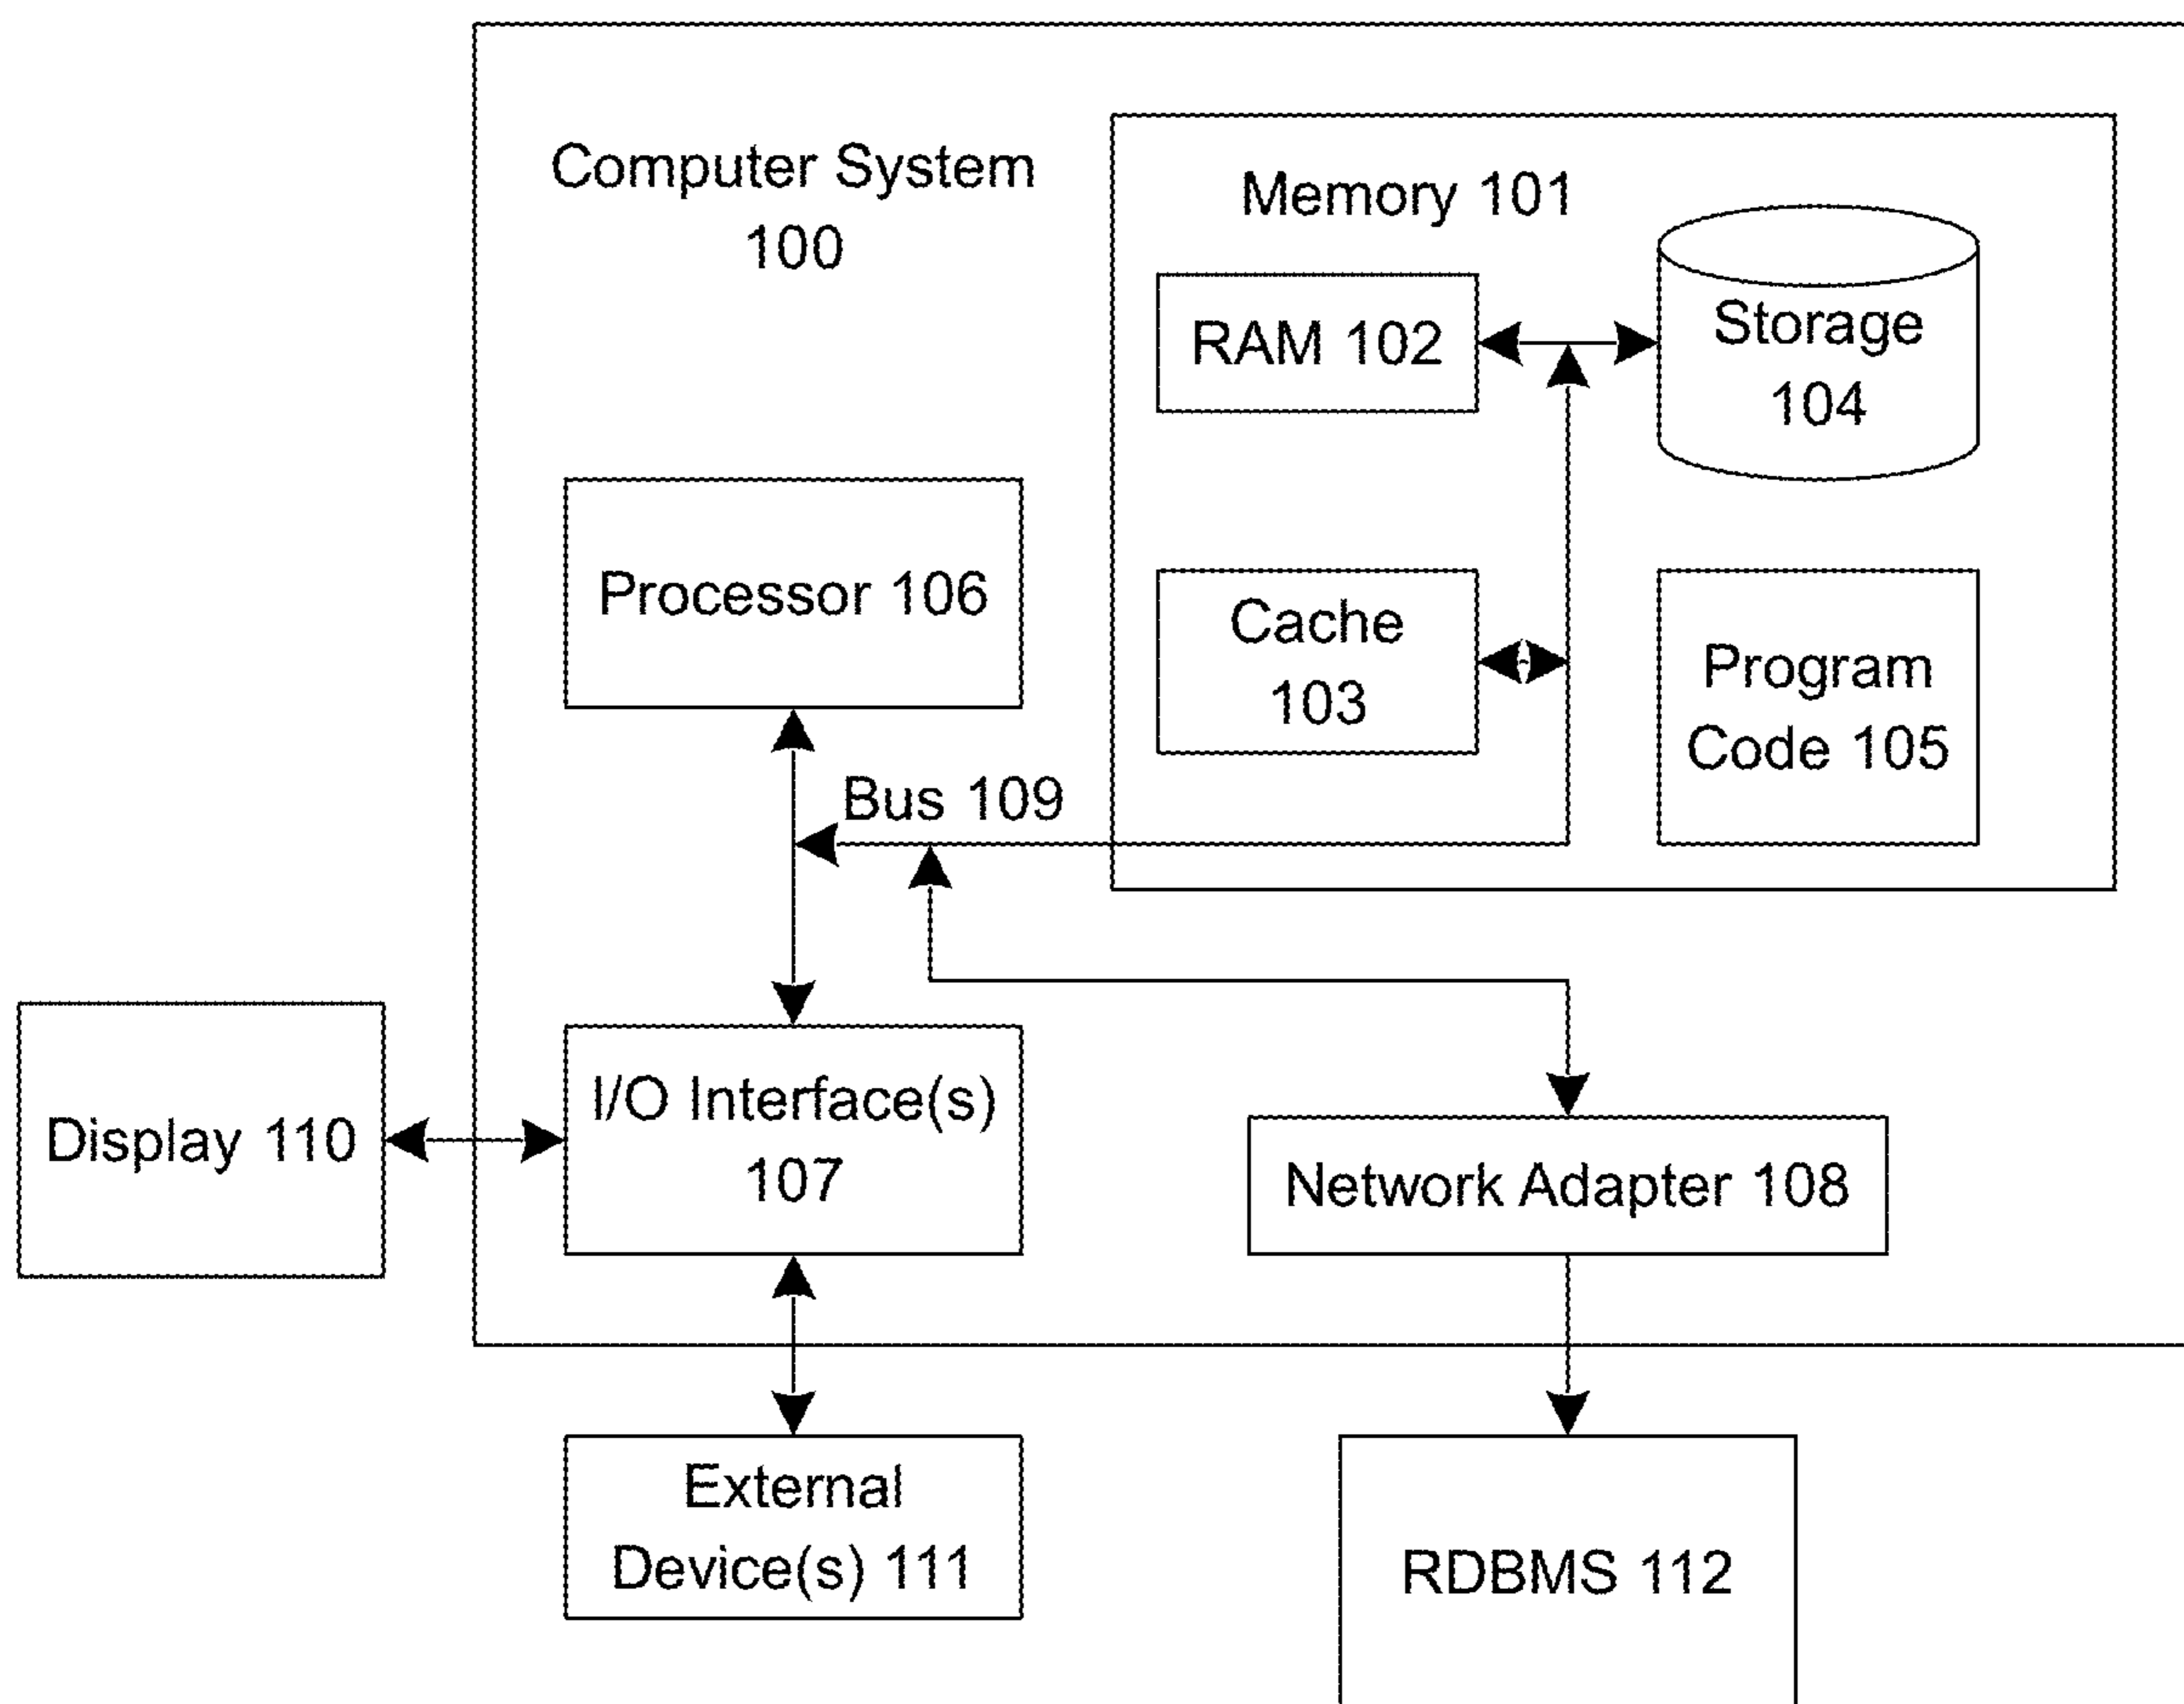 Computer System
100
Memory 101
RAM 102
Storage
104
Processor 106
Cache
103
Program
Code 105
Bus 109
Display 110
I/O Interface(s)
107
Network Adapter 108
External
Device(s) 111
RDBMS 112